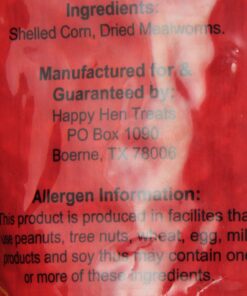 Ingredients:
Shelled Corn, Dried Mealworms.
Manufactured for &
Guaranteed by:
Happy Hen Treats
PO Box 1090
Boerne, TX 78006
Allergen Information:
This product is produced in facilites that
use peanuts, tree nuts, wheat, egg, milk
products and soy thus may contain one
or more of these ingredients.